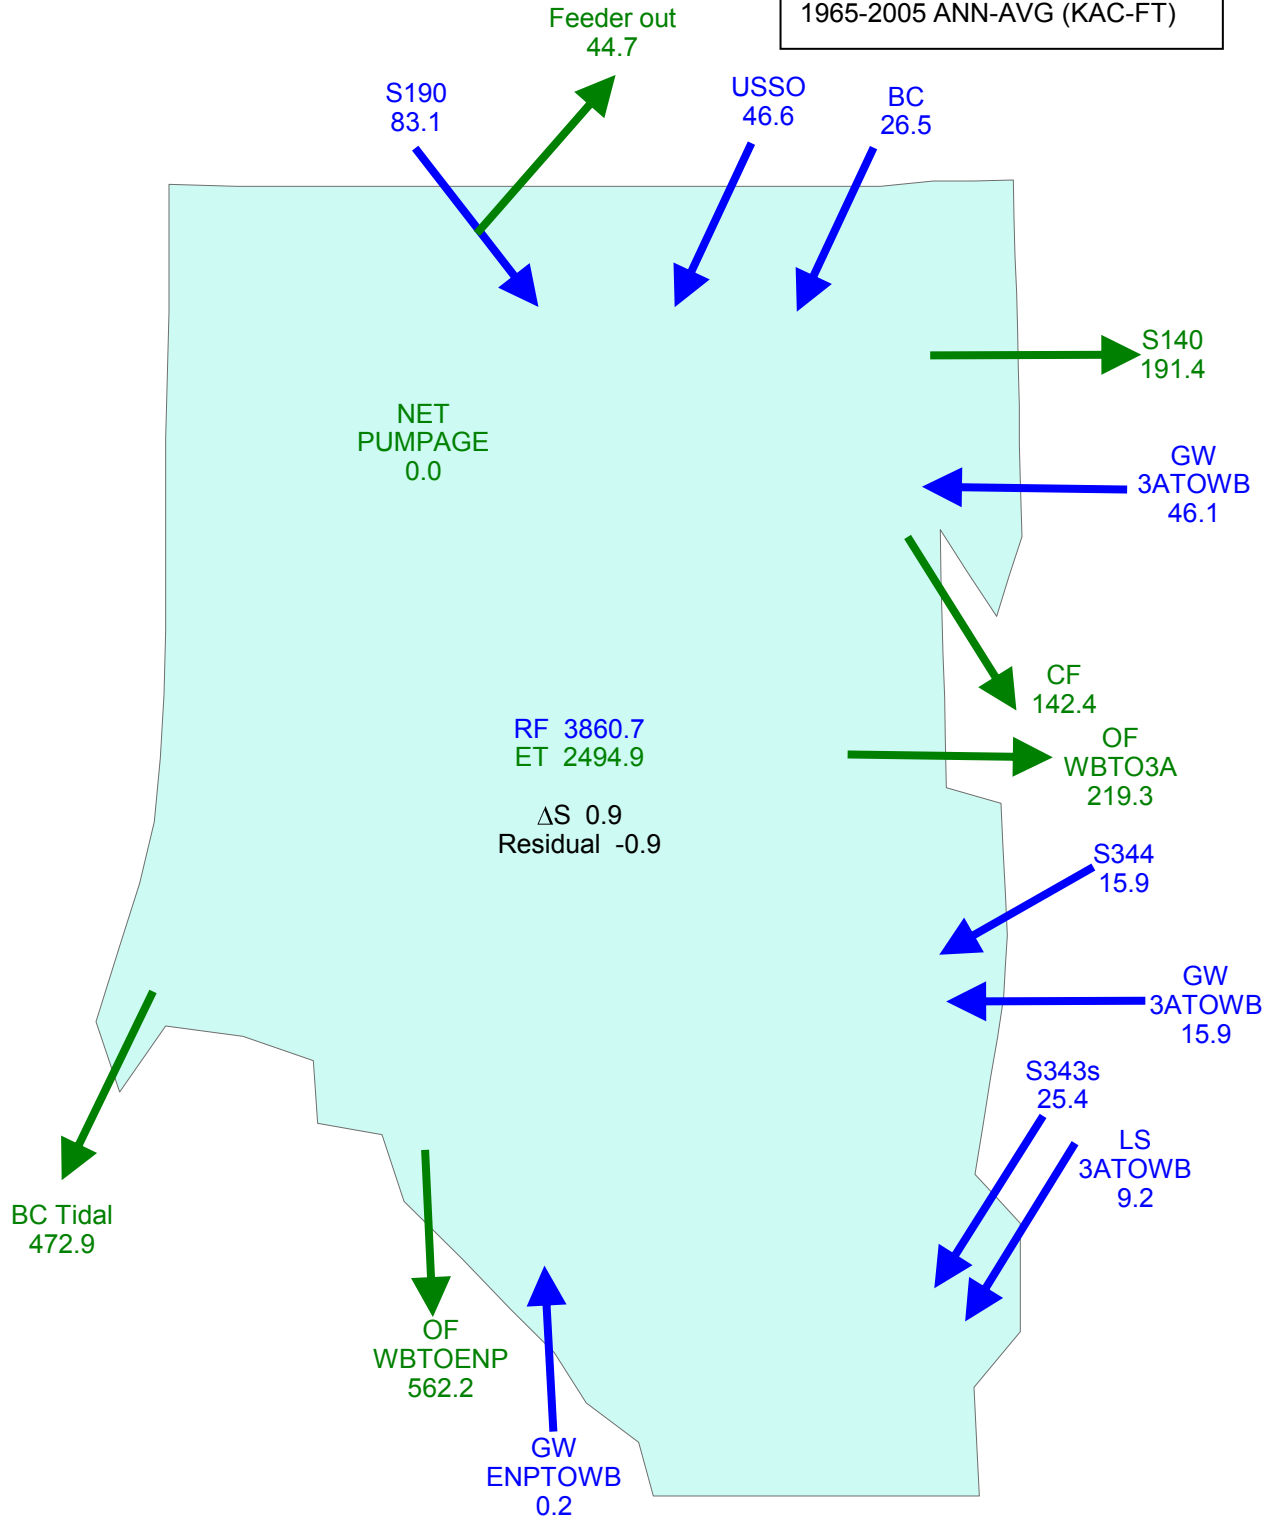 1965-2005 ANN-AVG (KAC-FT)
Feeder out
44.7
S190
83.1
USSO
46.6
BC
26.5
S140
191.4
NET
PUMPAGE
0.0
GW
3ATOWB
46.1
CF
142.4
OF
WBTO3A
219.3
RF 3860.7
ET 2494.9
ΔS 0.9
Residual -0.9
S344
15.9
GW
3ATOWB
15.9
S343s
25.4
LS
3ATOWB
9.2
BC Tidal
472.9
OF
WBTOENP
562.2
GW
ENPTOWB
0.2